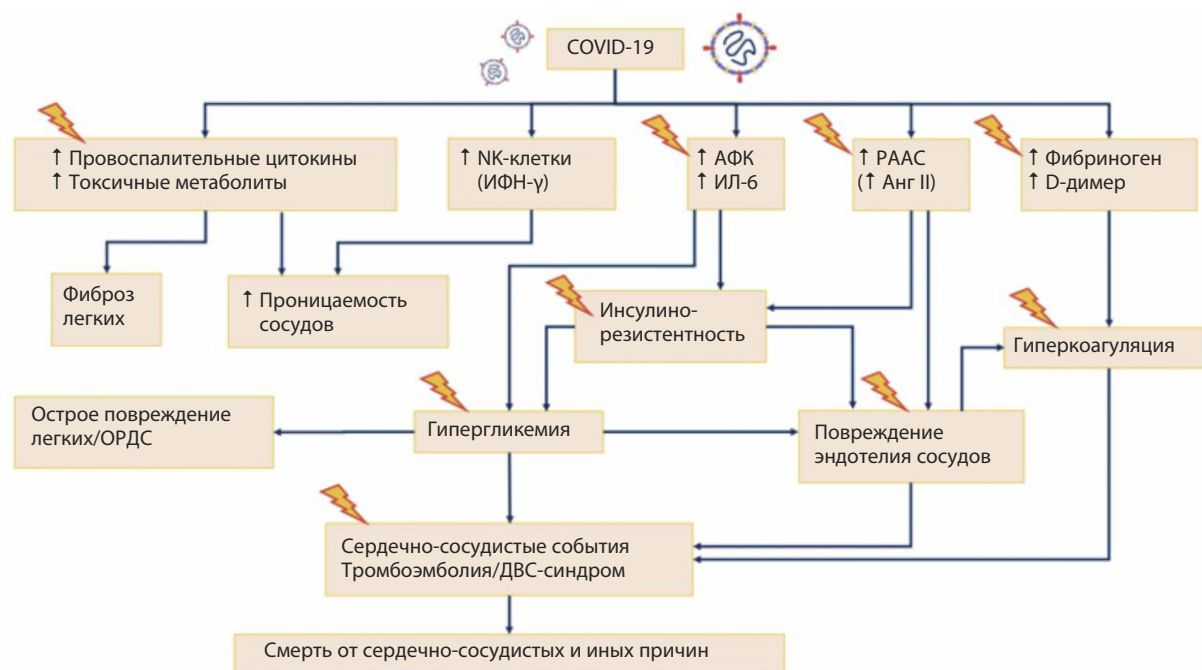 COVID-19
↑ Провоспалительные цитокины
↑ Токсичные метаболиты
↑ NK-клетки
(ИФН-γ)
↑ АФК
↑ ИЛ-6
↑ РААС
(↑ Анг II)
↑ Фибриноген
↑ D-димер
Фиброз
легких
↑ Проницаемость
сосудов
Инсулино-
резистентность
Гиперкоагуляция
Острое повреждение
легких/ОРДС
Гипергликемия
Повреждение
эндотелия сосудов
Сердечно-сосудистые события
Тромбоэмболия/ДВС-синдром
Смерть от сердечно-сосудистых и иных причин